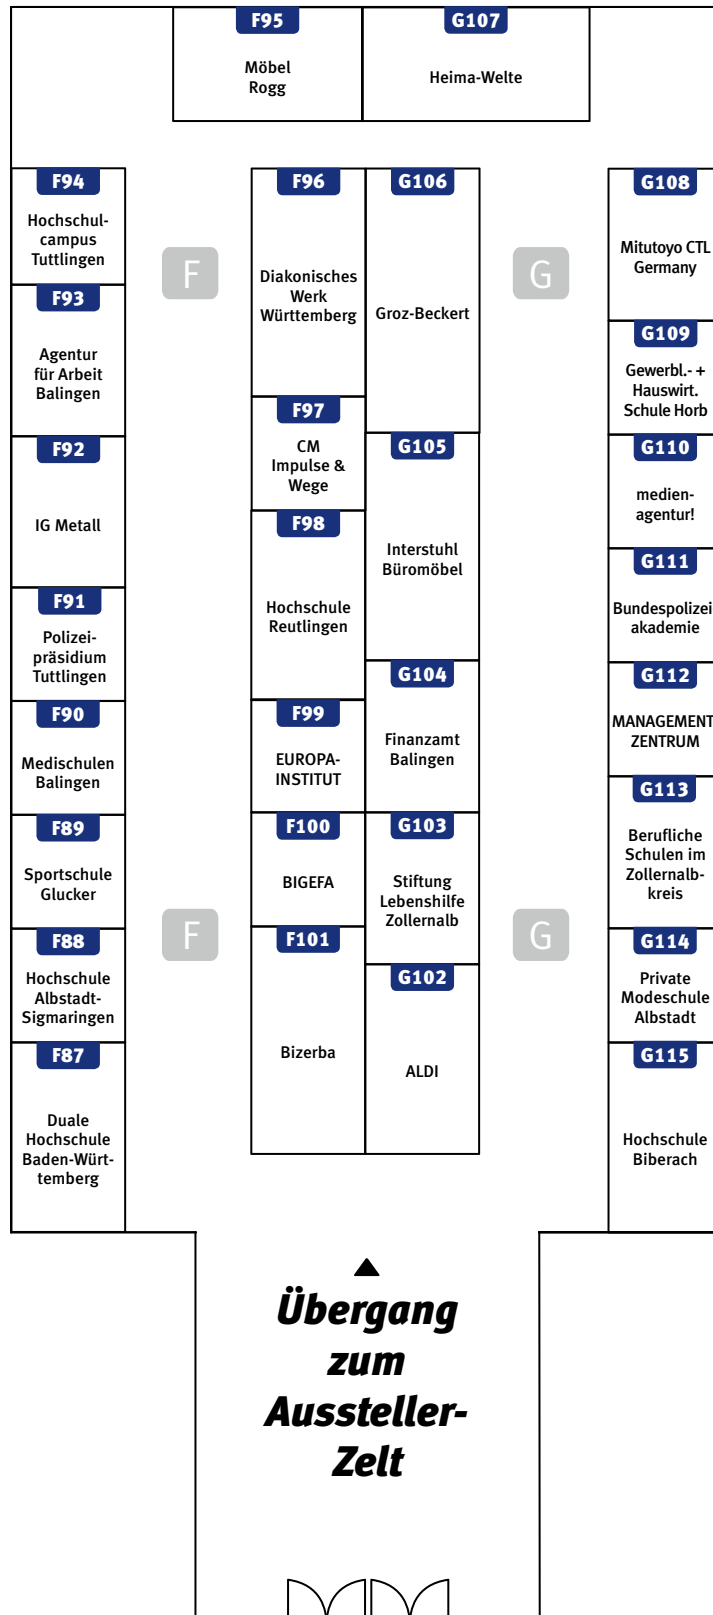 F95
Möbel
Rogg
G107
Heima-Welte
F94
Hochschul-
campus
Tuttlingen
F93
Agentur
für Arbeit
Balingen
F92
IG Metall
F91
Polizei-
präsidium
Tuttlingen
F90
Medischulen
Balingen
F89
Sportschule
Glucker
F88
Hochschule
Albstadt-
Sigmaringen
F87
Duale
Hochschule
Baden-Würt-
temberg
F
F
F96
Diakonisches
Werk
Württemberg
F97
CM
Impulse &
Wege
F98
Hochschule
Reutlingen
F99
EUROPA-
INSTITUT
F100
BIGEFA
F101
Bizerba
G106
Groz-Beckert
G105
Interstuhl
Büromöbel
G104
Finanzamt
Balingen
G103
Stiftung
Lebenshilfe
Zollernalb
G102
ALDI
G
G
G108
Mitutoyo CTL
Germany
G109
Gewerbl.- +
Hauswirt.
Schule Horb
G110
medien-
agentur!
G111
Bundespolizei
akademie
G112
MANAGEMENT
ZENTRUM
G113
Berufliche
Schulen im
Zollernalb-
kreis
G114
Private
Modeschule
Albstadt
G115
Hochschule
Biberach
Übergang
zum
Aussteller-
Zelt